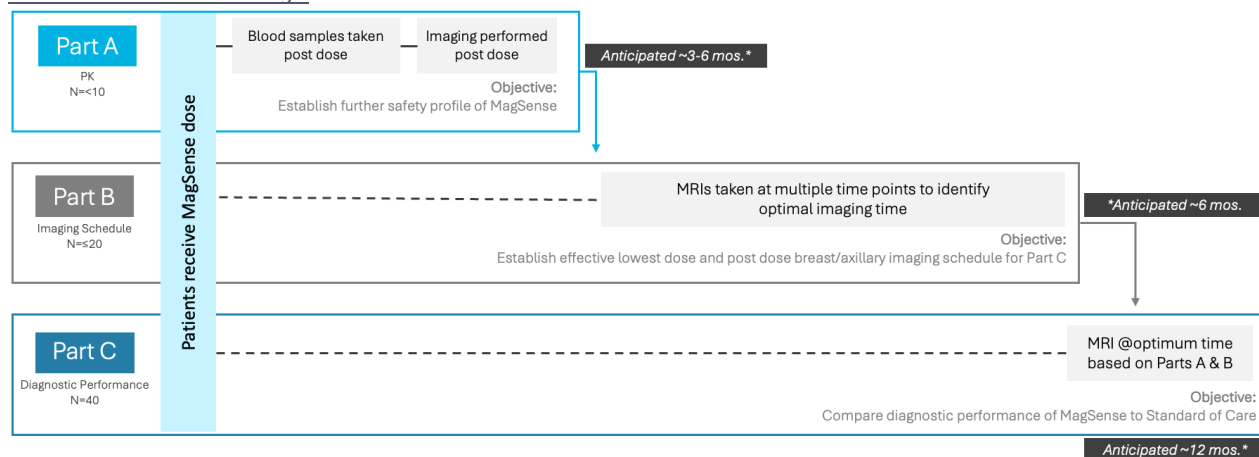 Part A
PK
N=<10
Blood samples taken
post dose
Imaging performed
post dose
Anticipated ~3-6 mos.*
Objective:
Establish further safety profile of MagSense
Patients receive MagSense dose
Part B
Imaging Schedule
N=≤20
MRIs taken at multiple time points to identify
optimal imaging time
*Anticipated ~6 mos.
Objective:
Establish effective lowest dose and post dose breast/axillary imaging schedule for Part C
Part C
Diagnostic Performance
N=40
MRI @optimum time
based on Parts A & B
Objective:
Compare diagnostic performance of MagSense to Standard of Care
Anticipated ~12 mos.*